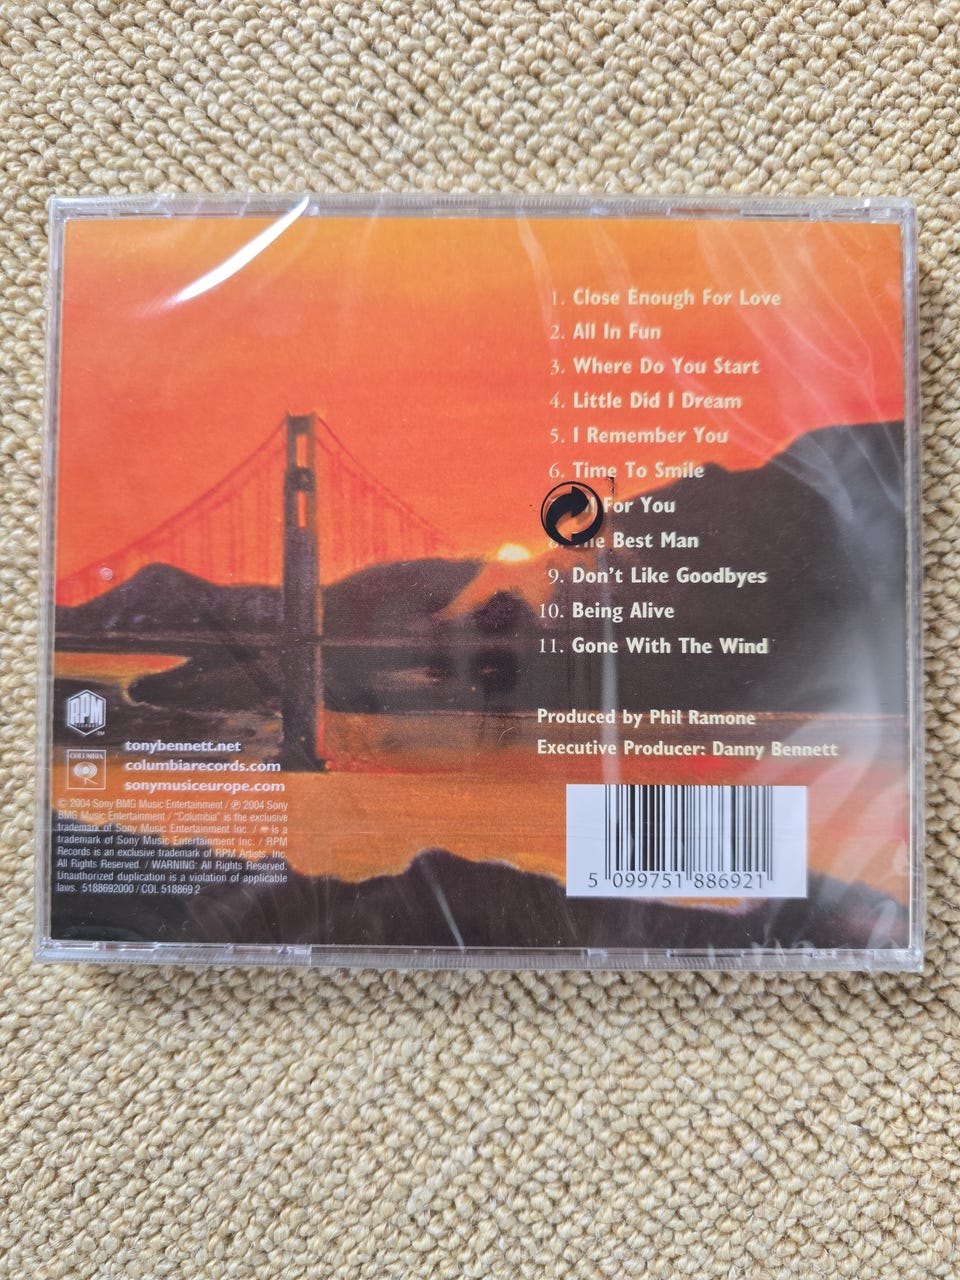 1. Close Enough For Love
2. All In Fun
3. Where Do You Start
4. Little Did I Dream
5. I Remember You
6. Time To Smile
For You
8. The Best Man
9. Don't Like Goodbyes
10. Being Alive
11. Gone With The Wind
Produced by Phil Ramone
Executive Producer: Danny Bennett
RPM
RECORDS
TM
COLUMBIA
tonybennett.net
columbiarecords.com
sonymusiceurope.com
© 2004 Sony BMG Music Entertainment / ℗ 2004 Sony
BMG Music Entertainment / "Columbia" is the exclusive
trademark of Sony Music Entertainment Inc. / is a
trademark of Sony Music Entertainment Inc. / RPM
Records is an exclusive trademark of RPM Artists, Inc.
All Rights Reserved. / WARNING: All Rights Reserved.
Unauthorized duplication is a violation of applicable
laws. 5188692000 / COL 518869 2
5 099751 886921